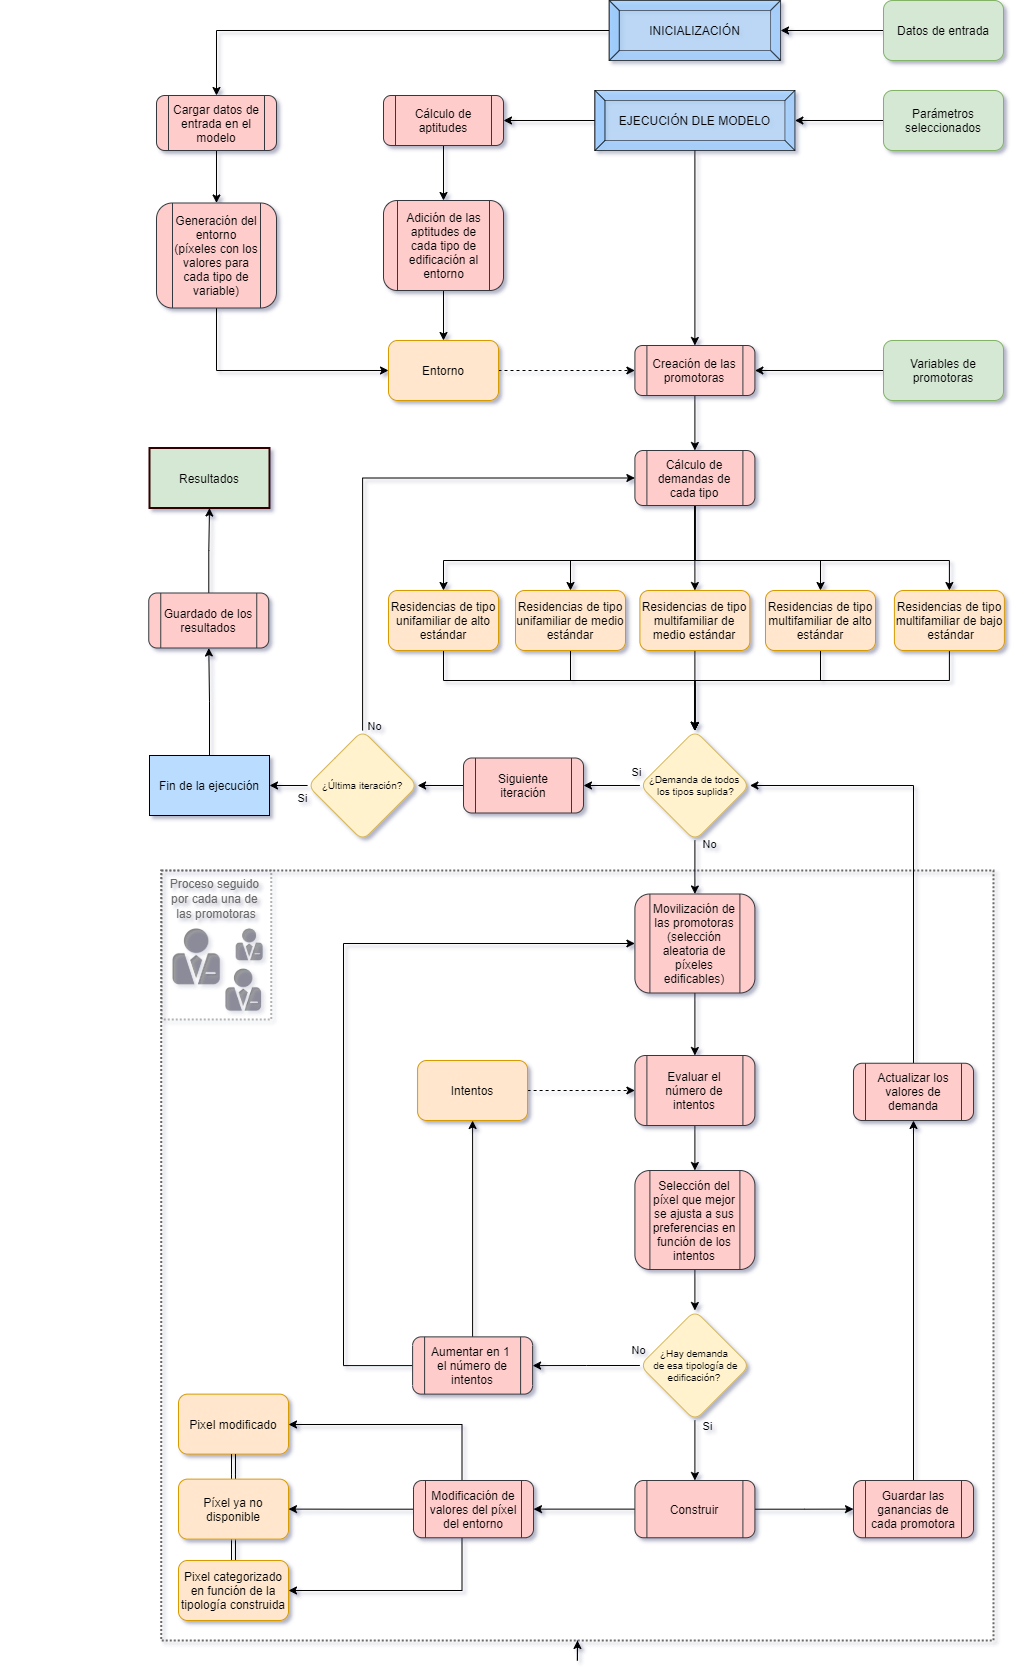 INICIALIZACIÓN
Datos de entrada
Cargar datos de
entrada en el
modelo
Cálculo de
aptitudes
EJECUCIÓN DLE MODELO
Parámetros
seleccionados
Generación del
entorno
(píxeles con los
valores para
cada tipo de
variable)
Adición de las
aptitudes de
cada tipo de
edificación al
entorno
Entorno
Creación de las
promotoras
Variables de
promotoras
Resultados
Cálculo de
demandas de
cada tipo
Guardado de los
resultados
Residencias de tipo
unifamiliar de alto
estándar
Residencias de tipo
unifamiliar de medio
estándar
Residencias de tipo
multifamiliar de
medio estándar
Residencias de tipo
multifamiliar de alto
estándar
Residencias de tipo
multifamiliar de bajo
estándar
No
Fin de la ejecución
Si
¿Última iteración?
Siguiente
iteración
Si
¿Demanda de todos
los tipos suplida?
No
Proceso seguido
por cada una de
las promotoras
Movilización de
las promotoras
(selección
aleatoria de
píxeles
edificables)
Intentos
Evaluar el
número de
intentos
Actualizar los
valores de
demanda
Selección del
píxel que mejor
se ajusta a sus
preferencias en
función de los
intentos
Aumentar en 1
el número de
intentos
No
¿Hay demanda
de esa tipología de
edificación?
Si
Pixel modificado
Píxel ya no
disponible
Pixel categorizado
en función de la
tipología construida
Modificación de
valores del píxel
del entorno
Construir
Guardar las
ganancias de
cada promotora